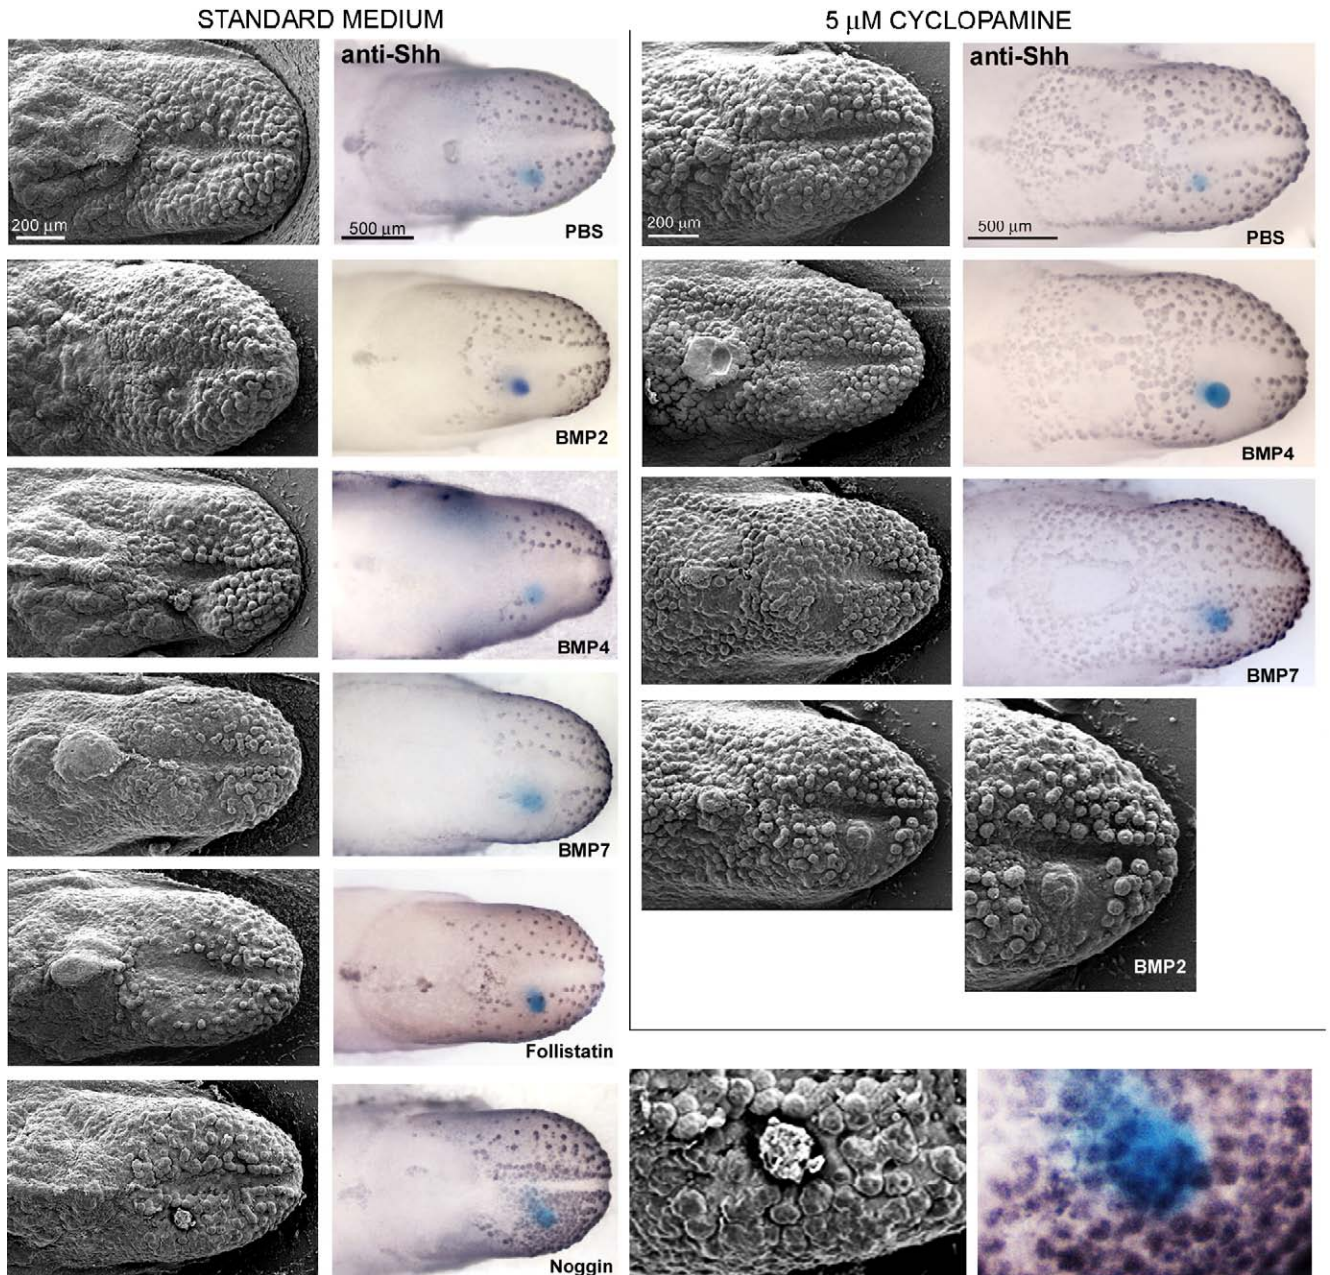 STANDARD MEDIUM
5 μM CYCLOPAMINE
anti-Shh
anti-Shh
200 μm
500 μm
PBS
200 μm
500 μm
PBS
BMP2
BMP4
BMP4
BMP7
BMP7
BMP2
Follistatin
Noggin